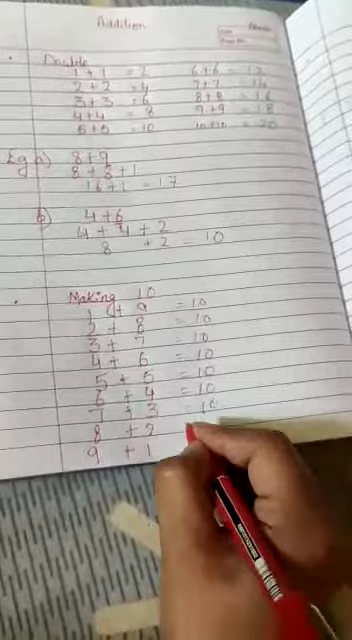 Addition
Double
1 + 1 = 2 6+6 = 12
2 + 2 = 4 7+7 = 14
3 + 3 = 6 8+8 = 16
4 + 4 = 8 9+9 = 18
5 + 5 = 10 10+10 = 20
Eg a) 8+9
8 + 8 + 1
16 + 1 = 17
b) 4+6
4 + 4 + 2
8 + 2 = 10
Making 10
1 + 9 = 10
2 + 8 = 10
3 + 7 = 10
4 + 6 = 10
5 + 5 = 10
6 + 4 = 10
7 + 3 = 10
8 + 2
9 + 1